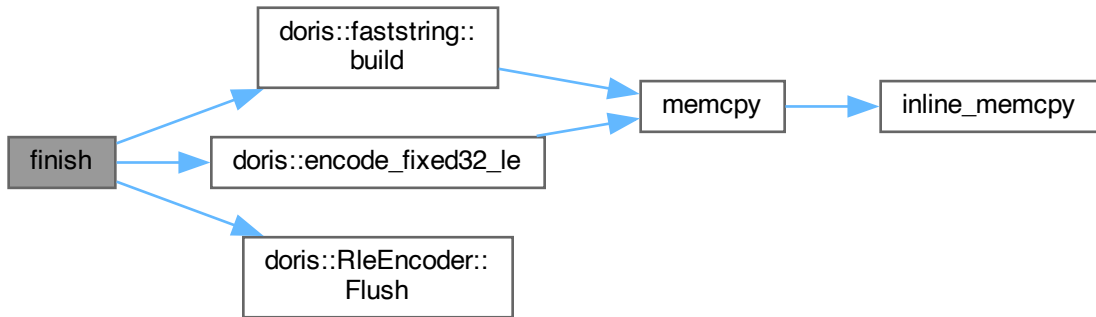 finish
doris::faststring::
build
doris::encode_fixed32_le
doris::RleEncoder::
Flush
memcpy
inline_memcpy